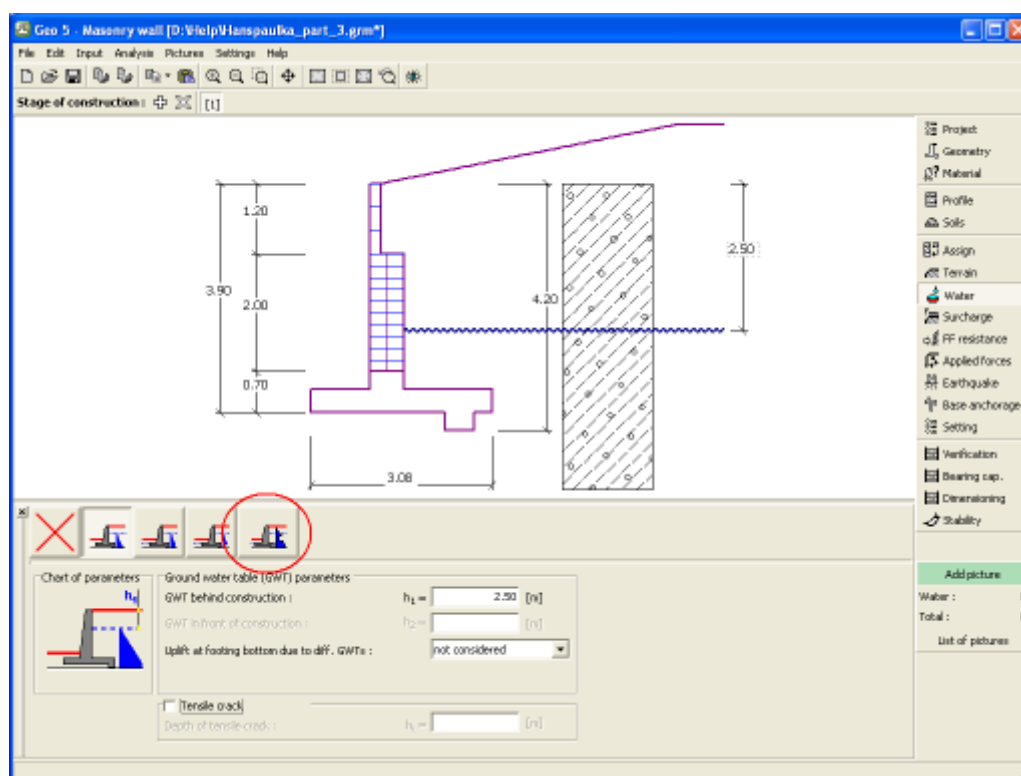 Geo 5 - Masonry wall [D:\Help\Hanspaulka_part_3.grm*]
File Edit Input Analysis Pictures Settings Help
Stage of construction : [1]
1.20
2.50
3.90
2.00
4.20
0.70
3.08
Project
Geometry
Material
Profile
Soils
Assign
Terrain
Water
Surcharge
FF resistance
Applied forces
Earthquake
Base anchorage
Setting
Verification
Bearing cap.
Dimensioning
Stability
Add picture
Water :
Total :
List of pictures
Chart of parameters
h1
Ground water table (GWT) parameters
GWT behind construction : h1 = 2.50 [m]
GWT in front of construction : h2 = [m]
Uplift at footing bottom due to diff. GWTs : not considered
Tensile crack
Depth of tensile crack : ht = [m]